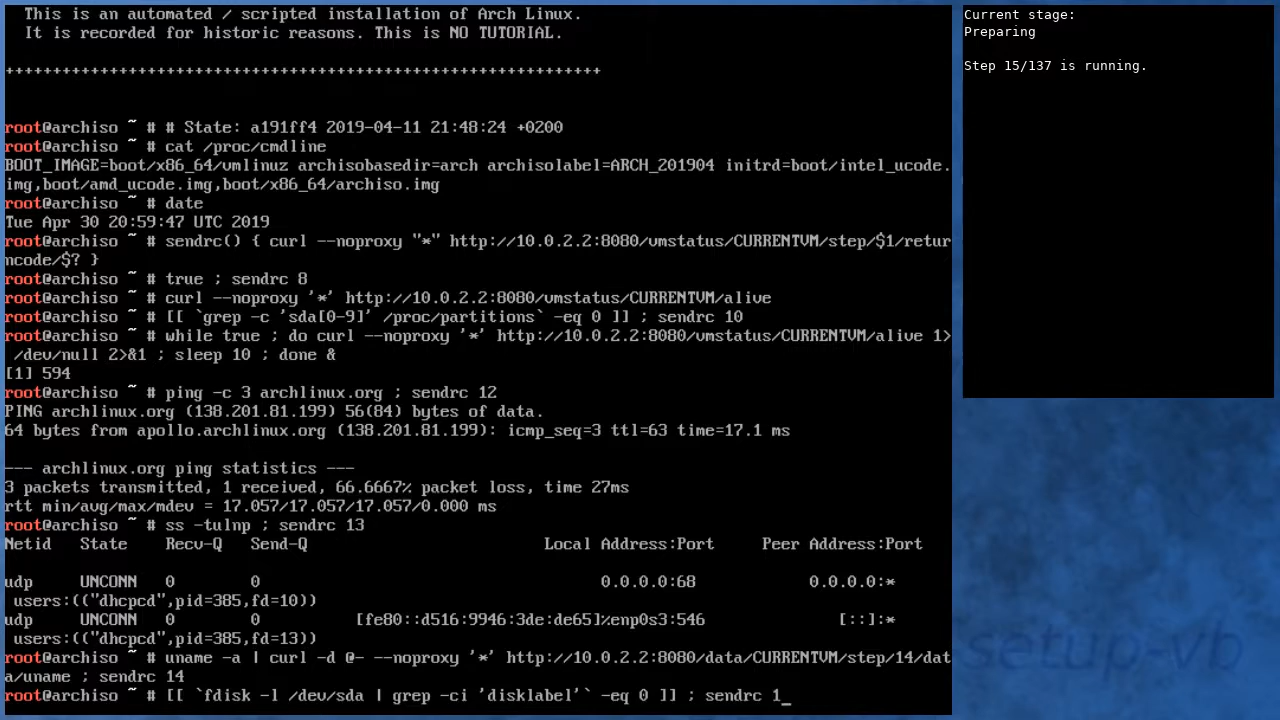 This is an automated / scripted installation of Arch Linux.
It is recorded for historic reasons. This is NO TUTORIAL.
+++++++++++++++++++++++++++++++++++++++++++++++++++++++++++++++
root@archiso ~ # # State: a191ff4 2019-04-11 21:48:24 +0200
root@archiso ~ # cat /proc/cmdline
BOOT_IMAGE=boot/x86_64/vmlinuz archisobasedir=arch archisolabel=ARCH_201904 initrd=boot/intel_ucode.
img,boot/amd_ucode.img,boot/x86_64/archiso.img
root@archiso ~ # date
Tue Apr 30 20:59:47 UTC 2019
root@archiso ~ # sendrc() { curl --noproxy "*" http://10.0.2.2:8080/vmstatus/CURRENTVM/step/$1/retur
ncode/$? }
root@archiso ~ # true ; sendrc 8
root@archiso ~ # curl --noproxy '*' http://10.0.2.2:8080/vmstatus/CURRENTVM/alive
root@archiso ~ # [[ `grep -c 'sda[0-9]' /proc/partitions` -eq 0 ]] ; sendrc 10
root@archiso ~ # while true ; do curl --noproxy '*' http://10.0.2.2:8080/vmstatus/CURRENTVM/alive 1>
/dev/null 2>&1 ; sleep 10 ; done &
[1] 594
root@archiso ~ # ping -c 3 archlinux.org ; sendrc 12
PING archlinux.org (138.201.81.199) 56(84) bytes of data.
64 bytes from apollo.archlinux.org (138.201.81.199): icmp_seq=3 ttl=63 time=17.1 ms
--- archlinux.org ping statistics ---
3 packets transmitted, 1 received, 66.6667% packet loss, time 27ms
rtt min/avg/max/mdev = 17.057/17.057/17.057/0.000 ms
root@archiso ~ # ss -tulnp ; sendrc 13
Netid State Recv-Q Send-Q Local Address:Port Peer Address:Port
udp UNCONN 0 0 0.0.0.0:68 0.0.0.0:*
users:(("dhcpcd",pid=385,fd=10))
udp UNCONN 0 0 [fe80::d516:9946:3de:de65]%enp0s3:546 [::]:*
users:(("dhcpcd",pid=385,fd=13))
root@archiso ~ # uname -a | curl -d @- --noproxy '*' http://10.0.2.2:8080/data/CURRENTVM/step/14/dat
a/uname ; sendrc 14
root@archiso ~ # [[ `fdisk -l /dev/sda | grep -ci 'disklabel'` -eq 0 ]] ; sendrc 1_
Current stage:
Preparing
Step 15/137 is running.
setup-vb